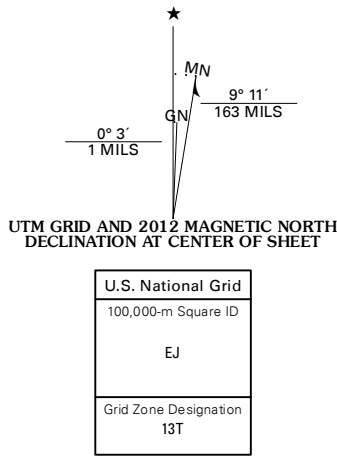 MN
GN
9° 11´
163 MILS
0° 3´
1 MILS
UTM GRID AND 2012 MAGNETIC NORTH
DECLINATION AT CENTER OF SHEET
U.S. National Grid
100,000-m Square ID
EJ
Grid Zone Designation
13T